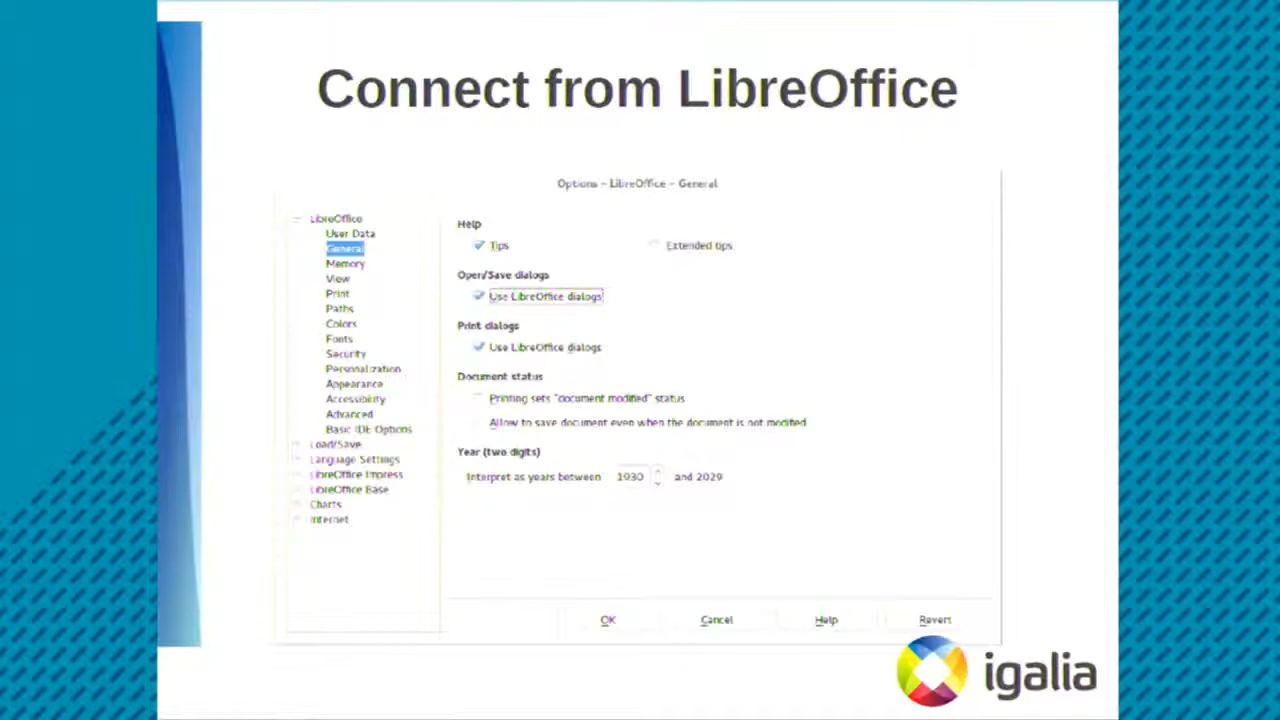 Connect from LibreOffice
Options – LibreOffice – General
LibreOffice
User Data
General
Memory
View
Print
Paths
Colors
Fonts
Security
Personalization
Appearance
Accessibility
Advanced
Basic IDE Options
Load/Save
Language Settings
LibreOffice Impress
LibreOffice Base
Charts
Internet
Help
Tips Extended tips
Open/Save dialogs
Use LibreOffice dialogs
Print dialogs
Use LibreOffice dialogs
Document status
Printing sets "document modified" status
Allow to save document even when the document is not modified
Year (two digits)
Interpret as years between 1930 and 2029
OK Cancel Help Revert
igalia